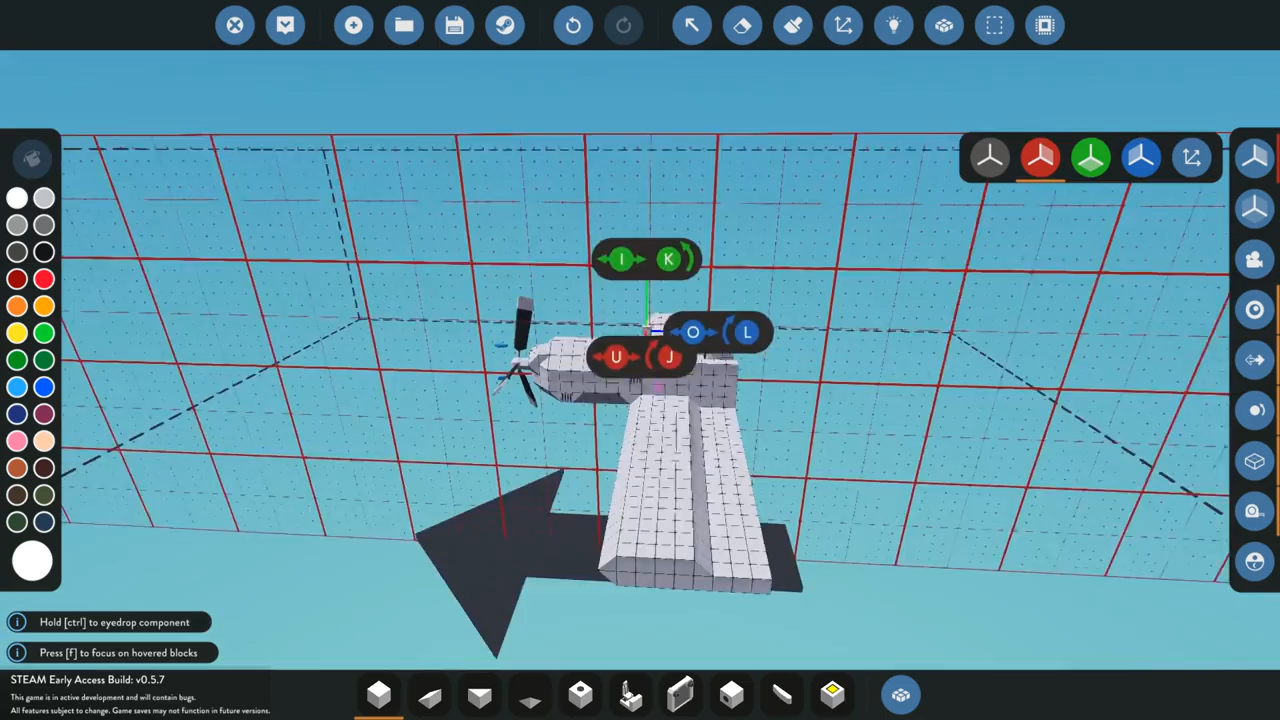 I K
O L
U J
Hold [ctrl] to eyedrop component
Press [f] to focus on hovered blocks
STEAM Early Access Build: v0.5.7
This game is in active development and will contain bugs.
All features subject to change. Game saves may not function in future versions.